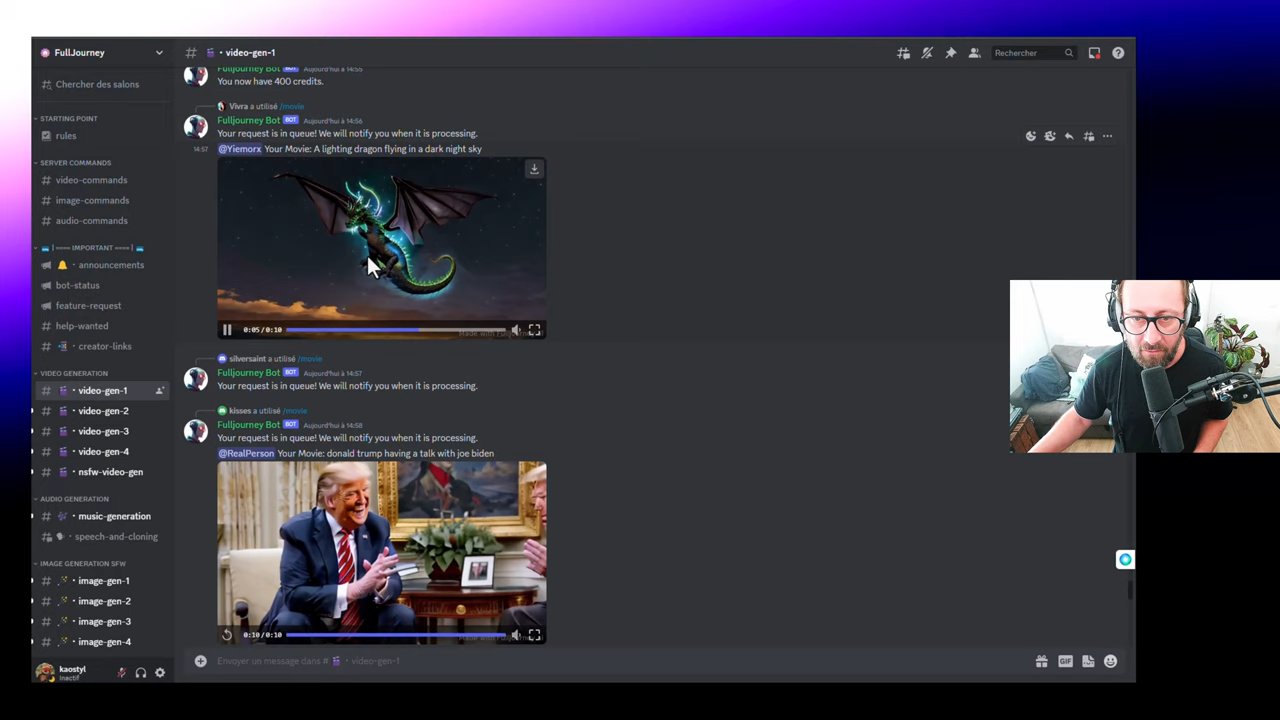 FullJourney
video-gen-1
Rechercher
Chercher des salons
STARTING POINT
rules
SERVER COMMANDS
video-commands
image-commands
audio-commands
|==== IMPORTANT ====|
announcements
bot-status
feature-request
help-wanted
creator-links
VIDEO GENERATION
video-gen-1
video-gen-2
video-gen-3
video-gen-4
nsfw-video-gen
AUDIO GENERATION
music-generation
speech-and-cloning
IMAGE GENERATION SFW
image-gen-1
image-gen-2
image-gen-3
image-gen-4
kaostyl
Inactif
Fulljourney Bot BOT Aujourd'hui à 14:55
You now have 400 credits.
Vivra a utilisé /movie
Fulljourney Bot BOT Aujourd'hui à 14:56
Your request is in queue! We will notify you when it is processing.
14:57 @Yiemorx Your Movie: A lighting dragon flying in a dark night sky
0:05/0:10
silversaint a utilisé /movie
Fulljourney Bot BOT Aujourd'hui à 14:57
Your request is in queue! We will notify you when it is processing.
kisses a utilisé /movie
Fulljourney Bot BOT Aujourd'hui à 14:58
Your request is in queue! We will notify you when it is processing.
@RealPerson Your Movie: donald trump having a talk with joe biden
0:10/0:10
Envoyer un message dans # video-gen-1
GIF